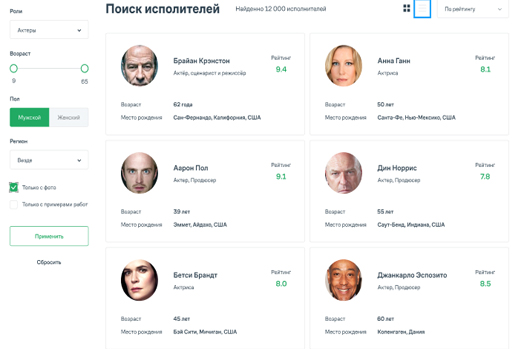 Роли
Актеры
Возраст
9
65
Пол
Мужской
Женский
Регион
Везде
Только с фото
Только с примерами работ
Применить
Сбросить
Поиск исполителей
Найденно 12 000 исполнителей
По рейтингу
Брайан Крэнстон
Актёр, сценарист и режиссёр
Рейтинг
9.4
Возраст
62 года
Место рождения
Сан-Фернандо, Калифорния, США
Анна Ганн
Актриса
Рейтинг
8.1
Возраст
50 лет
Место рождения
Санта-Фе, Нью-Мексико, США
Аарон Пол
Актер, Продюсер
Рейтинг
9.1
Возраст
39 лет
Место рождения
Эммет, Айдахо, США
Дин Норрис
Актер, Продюсер
Рейтинг
7.8
Возраст
55 лет
Место рождения
Саут-Бенд, Индиана, США
Бетси Брандт
Актриса
Рейтинг
8.0
Возраст
45 лет
Место рождения
Бэй Сити, Мичиган, США
Джанкарло Эспозито
Актер, Продюсер
Рейтинг
8.5
Возраст
60 лет
Место рождения
Копенгаген, Дания